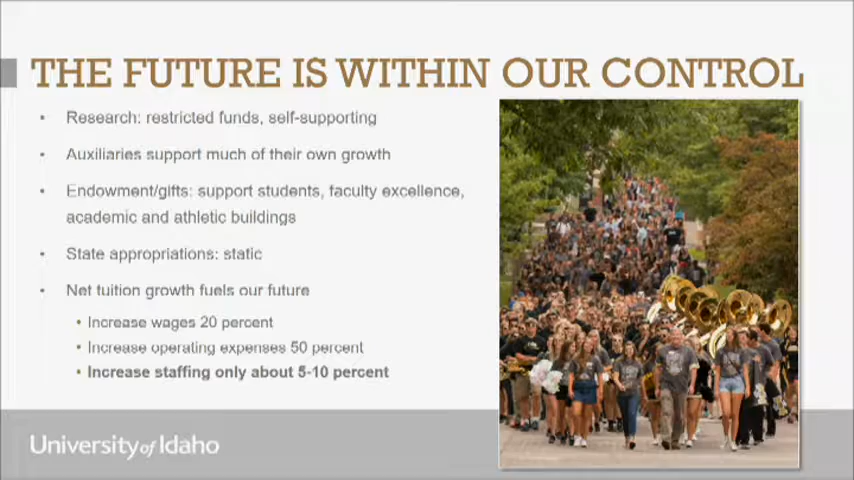 THE FUTURE IS WITHIN OUR CONTROL
• Research: restricted funds, self-supporting
• Auxiliaries support much of their own growth
• Endowment/gifts: support students, faculty excellence,
academic and athletic buildings
• State appropriations: static
• Net tuition growth fuels our future
• Increase wages 20 percent
• Increase operating expenses 50 percent
• Increase staffing only about 5-10 percent
University of Idaho